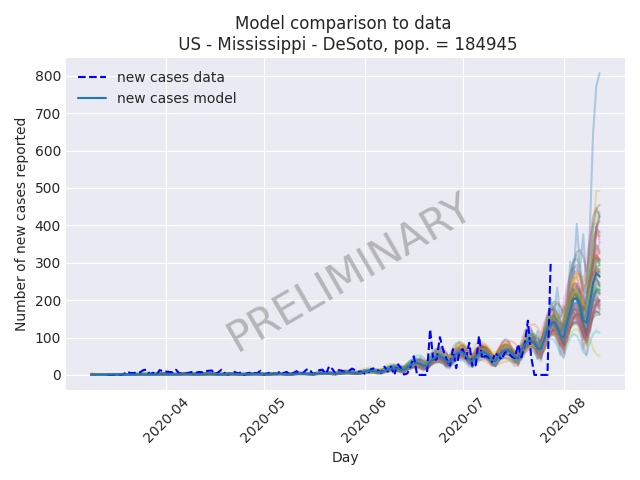 Model comparison to data
US - Mississippi - DeSoto, pop. = 184945
new cases data
new cases model
Number of new cases reported
800
700
600
500
400
300
200
100
0
PRELIMINARY
2020-04
2020-05
2020-06
2020-07
2020-08
Day